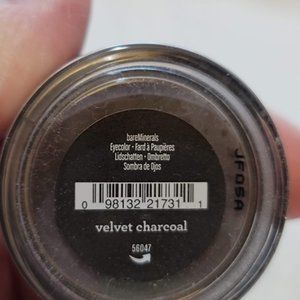 bareMinerals
Eyecolor - Fard à Paupières
Lidschatten - Ombretto
Sombra de Ojos
0 98132 21731 1
velvet charcoal
56047
JF05A